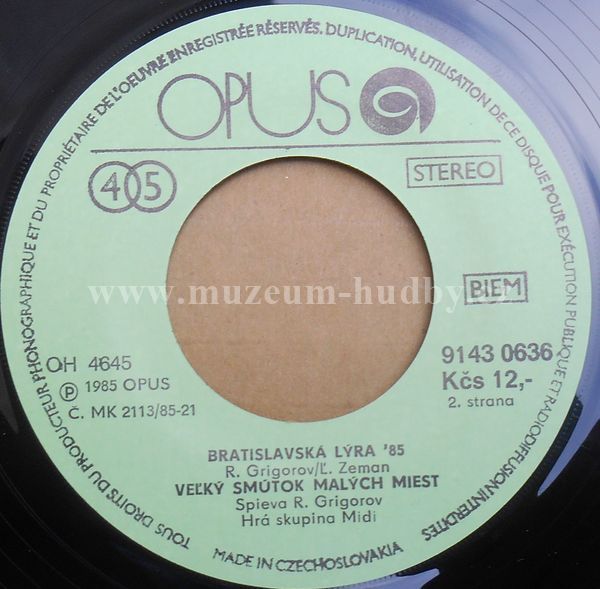 TOUS DROITS DU PRODUCTEUR PHONOGRAPHIQUE ET DU PROPRIÉTAIRE DE L'OEUVRE ENREGISTRÉE RÉSERVÉS. DUPLICATION, UTILISATION DE CE DISQUE POUR EXÉCUTION PUBLIQUE ET RADIODIFFUSION INTERDITES
OPUS
45
STEREO
www.muzeum-hudby
BIEM
OH 4645
℗ 1985 OPUS
Č. MK 2113/85-21
9143 0636
Kčs 12,-
2. strana
BRATISLAVSKÁ LÝRA '85
R. Grigorov/Ľ. Zeman
VEĽKÝ SMÚTOK MALÝCH MIEST
Spieva R. Grigorov
Hrá skupina Midi
MADE IN CZECHOSLOVAKIA